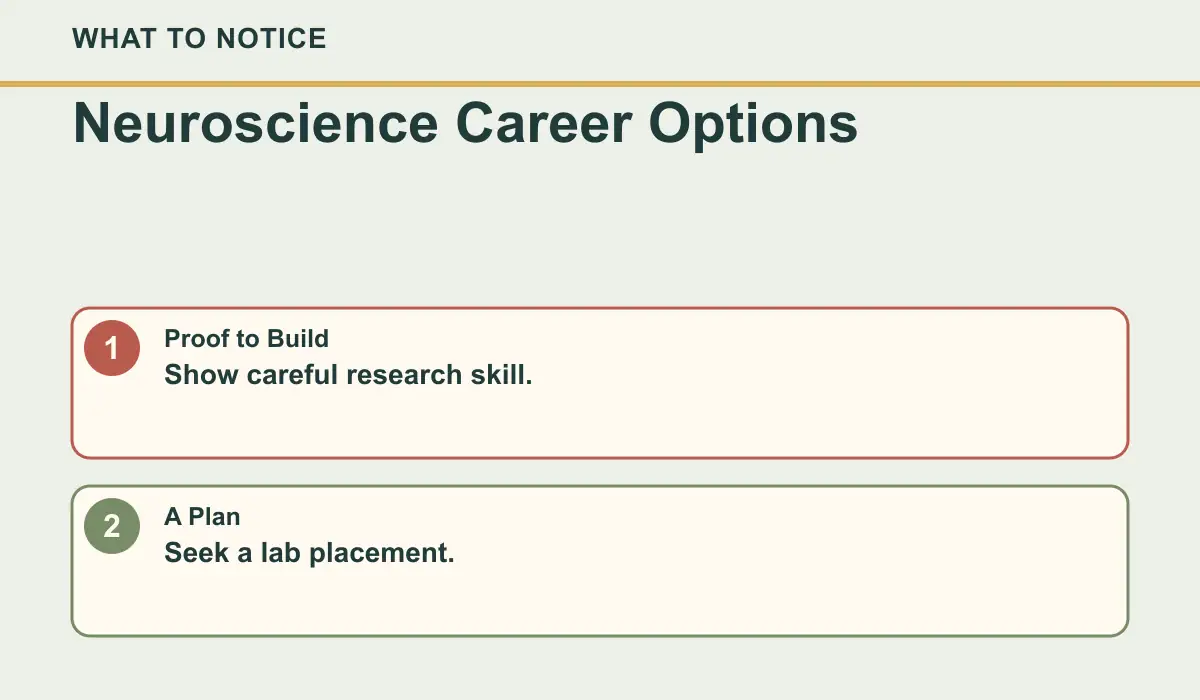 WHAT TO NOTICE
Neuroscience Career Options
1
Proof to Build
Show careful research skill.
2
A Plan
Seek a lab placement.